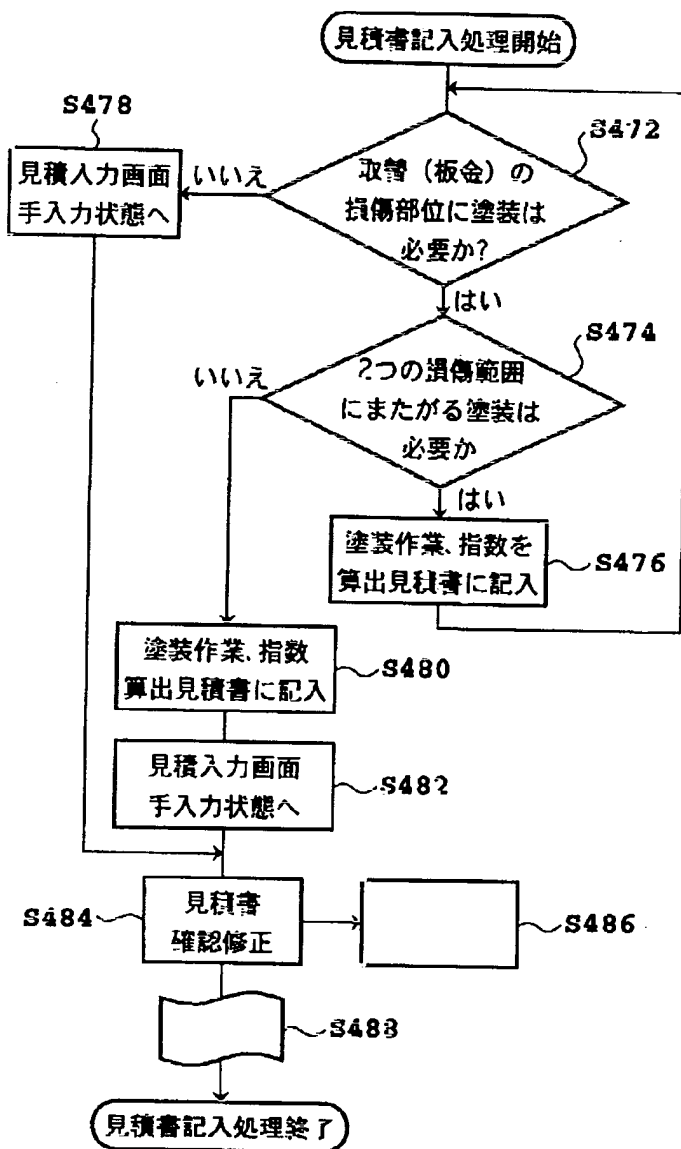 見積書記入処理開始
S478
S472
見積入力画面
手入力状態へ
いいえ
取替（板金）の
損傷部位に塗装は
必要か?
はい
S474
いいえ
2つの損傷範囲
にまたがる塗装は
必要か
はい
塗装作業、指数を
算出見積書に記入
S476
塗装作業、指数
算出見積書に記入
S480
見積入力画面
手入力状態へ
S482
S484
見積書
確認修正
S486
S488
見積書記入処理終了